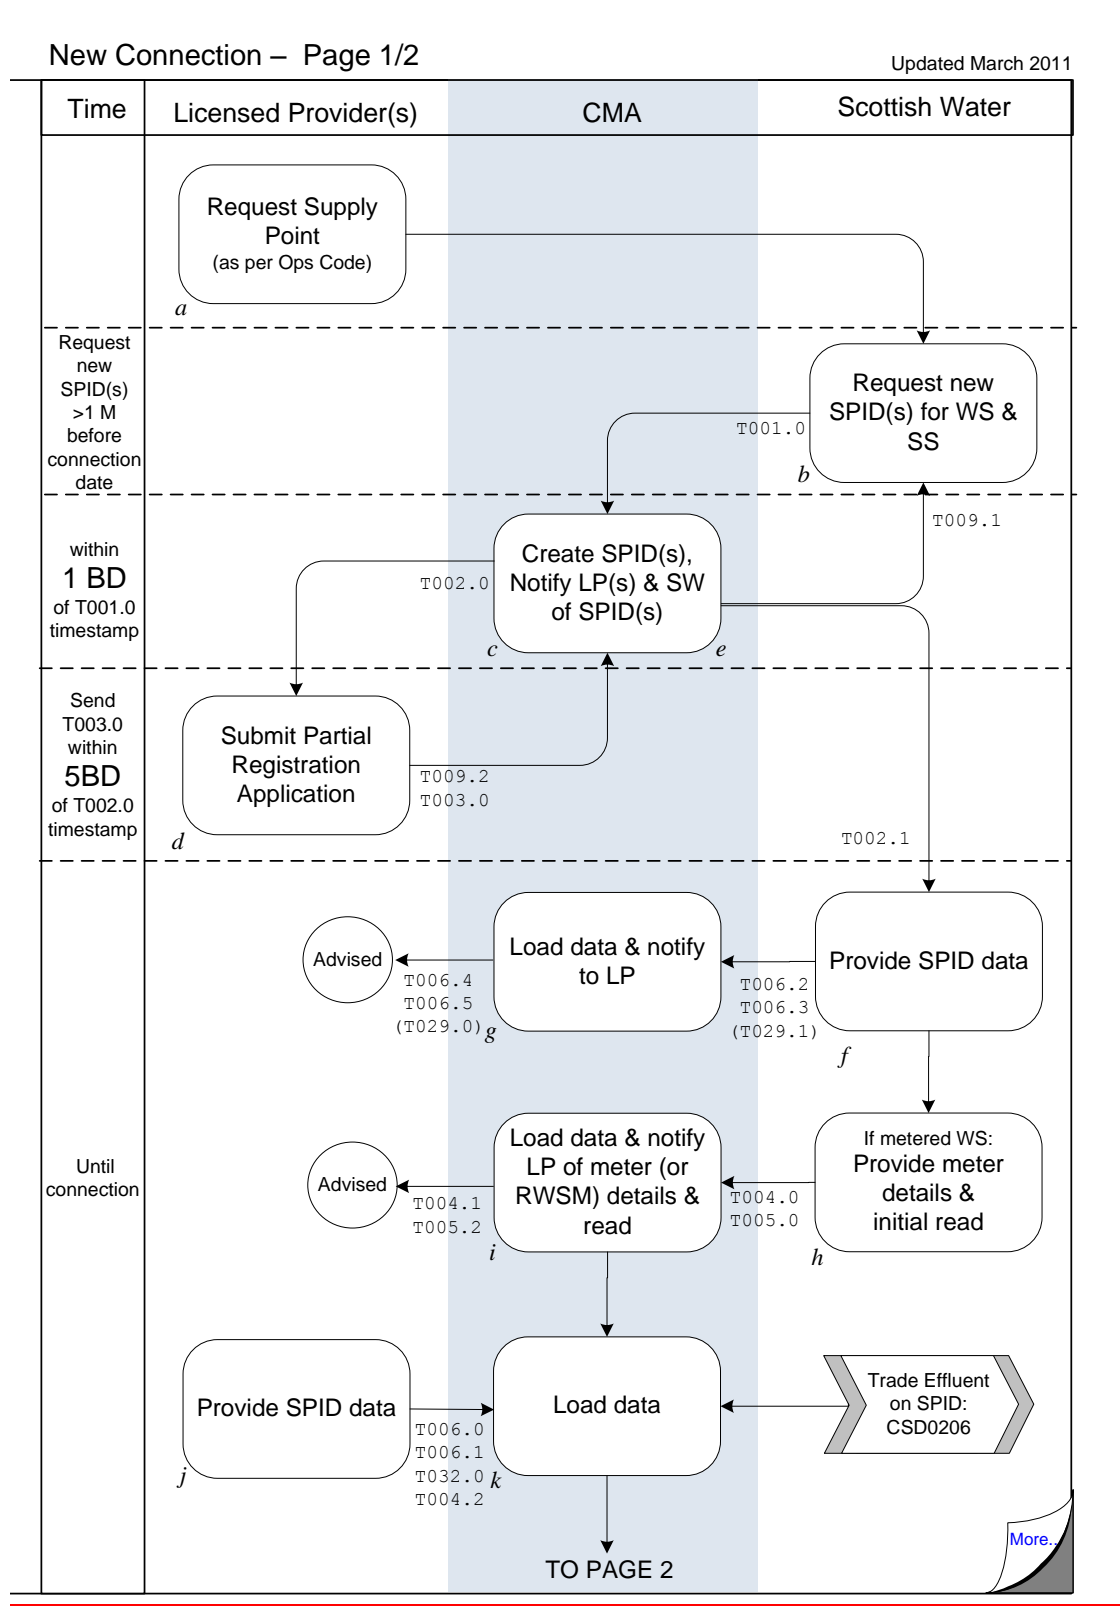 New Connection – Page 1/2
Updated March 2011
Time
Licensed Provider(s)
CMA
Scottish Water
Request Supply
Point
(as per Ops Code)
a
Request
new
SPID(s)
>1 M
before
connection
date
Request new
SPID(s) for WS &
SS
T001.0
b
within
1 BD
of T001.0
timestamp
T009.1
Create SPID(s),
Notify LP(s) & SW
of SPID(s)
T002.0
c
e
Send
T003.0
within
5BD
of T002.0
timestamp
Submit Partial
Registration
Application
T009.2
T003.0
d
T002.1
Until
connection
Advised
Load data & notify
to LP
Provide SPID data
T006.4
T006.5
(T029.0)
g
T006.2
T006.3
(T029.1)
f
Advised
Load data & notify
LP of meter (or
RWSM) details &
read
If metered WS:
Provide meter
details &
initial read
T004.1
T005.2
i
T004.0
T005.0
h
Provide SPID data
Load data
Trade Effluent
on SPID:
CSD0206
T006.0
T006.1
T032.0
T004.2
j
k
More..
TO PAGE 2